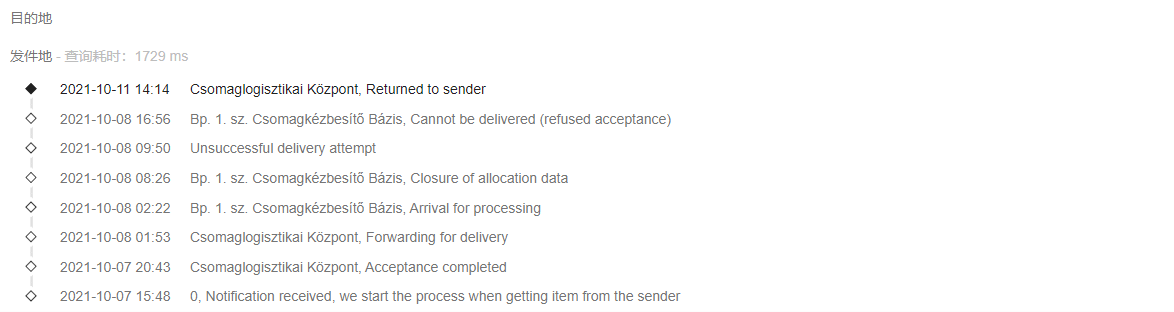 目的地
发件地 - 查询耗时：1729 ms
2021-10-11 14:14 Csomaglogisztikai Központ, Returned to sender
2021-10-08 16:56 Bp. 1. sz. Csomagkézbesítő Bázis, Cannot be delivered (refused acceptance)
2021-10-08 09:50 Unsuccessful delivery attempt
2021-10-08 08:26 Bp. 1. sz. Csomagkézbesítő Bázis, Closure of allocation data
2021-10-08 02:22 Bp. 1. sz. Csomagkézbesítő Bázis, Arrival for processing
2021-10-08 01:53 Csomaglogisztikai Központ, Forwarding for delivery
2021-10-07 20:43 Csomaglogisztikai Központ, Acceptance completed
2021-10-07 15:48 0, Notification received, we start the process when getting item from the sender